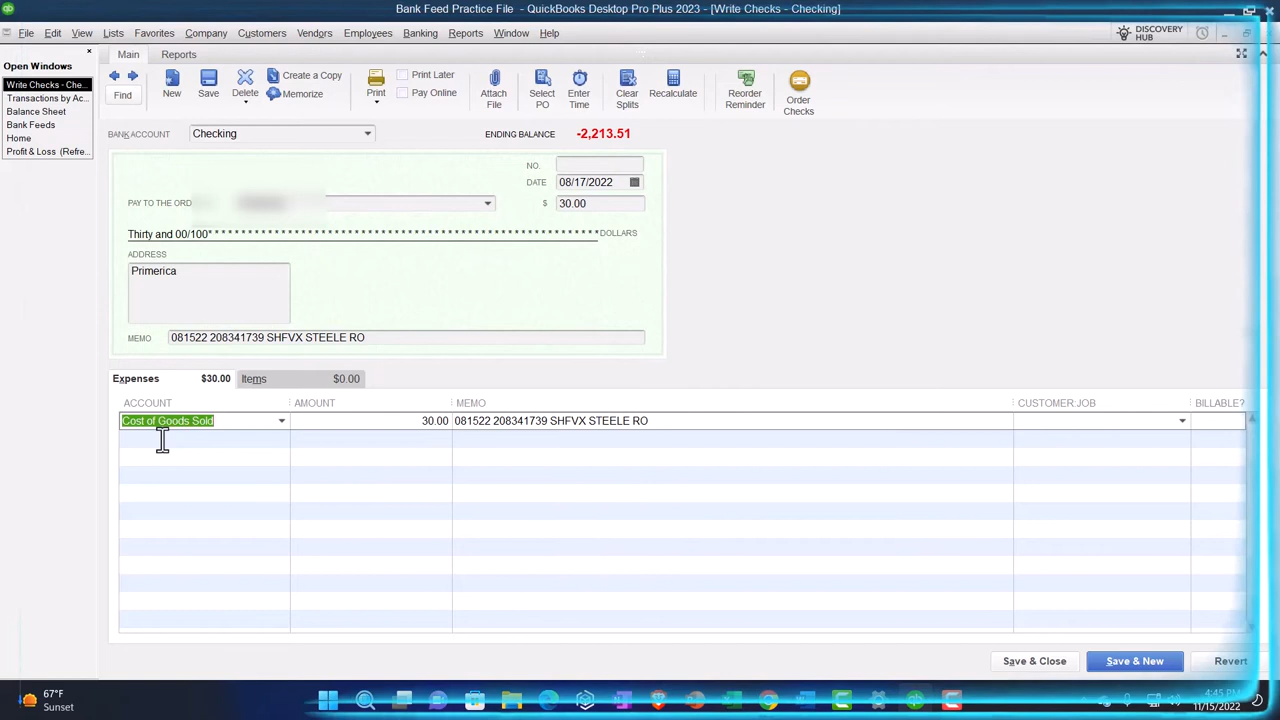 Bank Feed Practice File - QuickBooks Desktop Pro Plus 2023 - [Write Checks - Checking]
File Edit View Lists Favorites Company Customers Vendors Employees Banking Reports Window Help
DISCOVERY HUB
Open Windows
Write Checks - Che...
Transactions by Ac...
Balance Sheet
Bank Feeds
Home
Profit & Loss (Refre...
Main Reports
Find
New
Save
Delete
Create a Copy
Memorize
Print
Print Later
Pay Online
Attach File
Select PO
Enter Time
Clear Splits
Recalculate
Reorder Reminder
Order Checks
BANK ACCOUNT Checking ENDING BALANCE -2,213.51
NO.
DATE 08/17/2022
PAY TO THE ORD $ 30.00
Thirty and 00/100* * * * * * * * * * * * * * * * * * * * * * * * * * * * * * * * * * * * * * * * * * * * * * * * * * * * * * * * * * DOLLARS
ADDRESS
Primerica
MEMO 081522 208341739 SHFVX STEELE RO
Expenses $30.00 Items $0.00
ACCOUNT AMOUNT MEMO CUSTOMER:JOB BILLABLE?
Cost of Goods Sold 30.00 081522 208341739 SHFVX STEELE RO
Save & Close Save & New Revert
67°F
Sunset
4:45 PM
11/15/2022